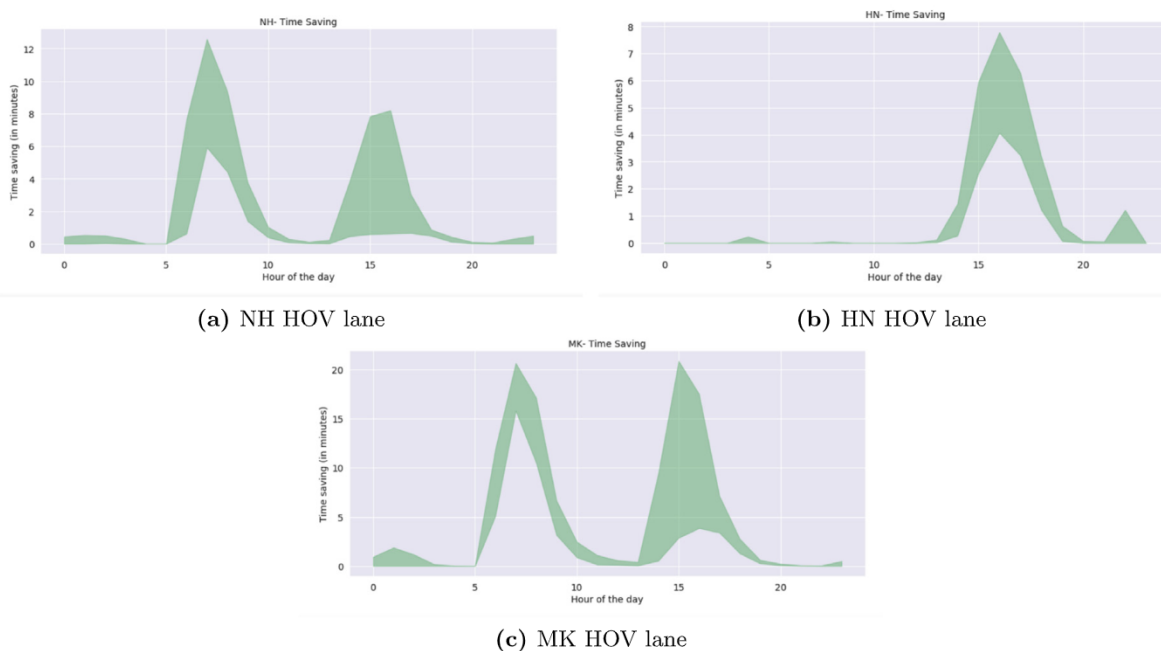 NH- Time Saving
Time saving (in minutes)
12
10
8
6
4
2
0
0 5 10 15 20
Hour of the day
(a) NH HOV lane
HN- Time Saving
Time saving (in minutes)
8
7
6
5
4
3
2
1
0
0 5 10 15 20
Hour of the day
(b) HN HOV lane
MK- Time Saving
Time saving (in minutes)
20
15
10
5
0
0 5 10 15 20
Hour of the day
(c) MK HOV lane